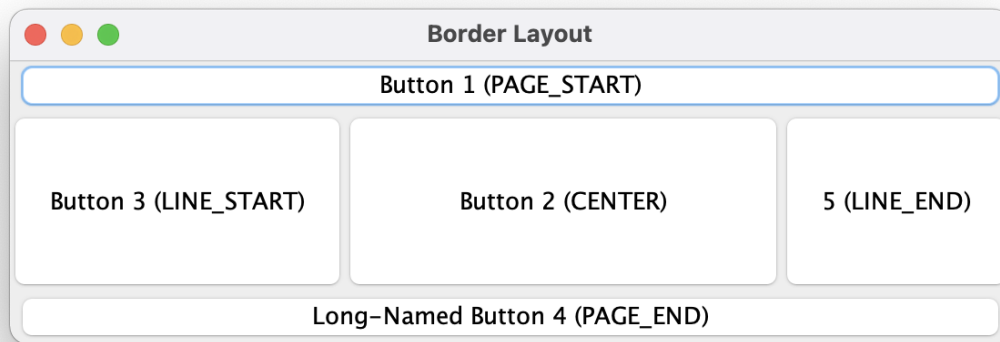 Border Layout
Button 1 (PAGE_START)
Button 3 (LINE_START) Button 2 (CENTER) 5 (LINE_END)
Long-Named Button 4 (PAGE_END)